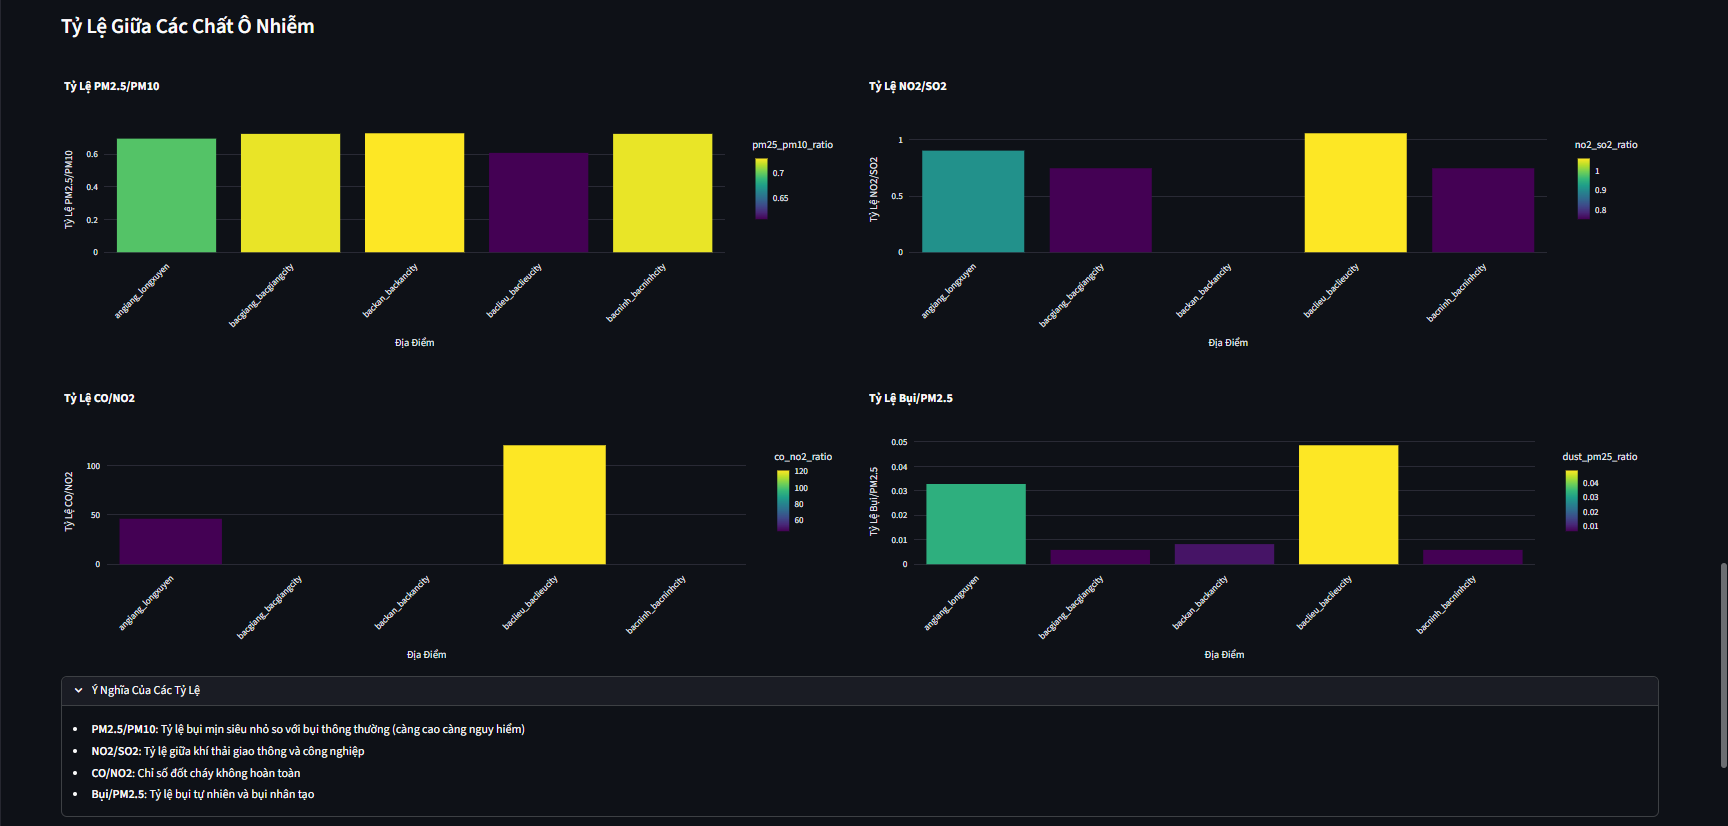 Tỷ Lệ Giữa Các Chất Ô Nhiễm
Tỷ Lệ PM2.5/PM10
Tỷ Lệ PM2.5/PM10
0.6
0.4
0.2
0
angiang_longxuyen
bacgiang_bacgiangcity
backan_backancity
baclieu_baclieucity
bacninh_bacninhcity
Địa Điểm
pm25_pm10_ratio
0.7
0.65
Tỷ Lệ NO2/SO2
Tỷ Lệ NO2/SO2
1
0.5
0
angiang_longxuyen
bacgiang_bacgiangcity
backan_backancity
baclieu_baclieucity
bacninh_bacninhcity
Địa Điểm
no2_so2_ratio
1
0.9
0.8
Tỷ Lệ CO/NO2
Tỷ Lệ CO/NO2
100
50
0
angiang_longxuyen
bacgiang_bacgiangcity
backan_backancity
baclieu_baclieucity
bacninh_bacninhcity
Địa Điểm
co_no2_ratio
120
100
80
60
Tỷ Lệ Bụi/PM2.5
Tỷ Lệ Bụi/PM2.5
0.05
0.04
0.03
0.02
0.01
0
angiang_longxuyen
bacgiang_bacgiangcity
backan_backancity
baclieu_baclieucity
bacninh_bacninhcity
Địa Điểm
dust_pm25_ratio
0.04
0.03
0.02
0.01
Ý Nghĩa Của Các Tỷ Lệ
• PM2.5/PM10: Tỷ lệ bụi mịn siêu nhỏ so với bụi thông thường (càng cao càng nguy hiểm)
• NO2/SO2: Tỷ lệ giữa khí thải giao thông và công nghiệp
• CO/NO2: Chỉ số đốt cháy không hoàn toàn
• Bụi/PM2.5: Tỷ lệ bụi tự nhiên và bụi nhân tạo